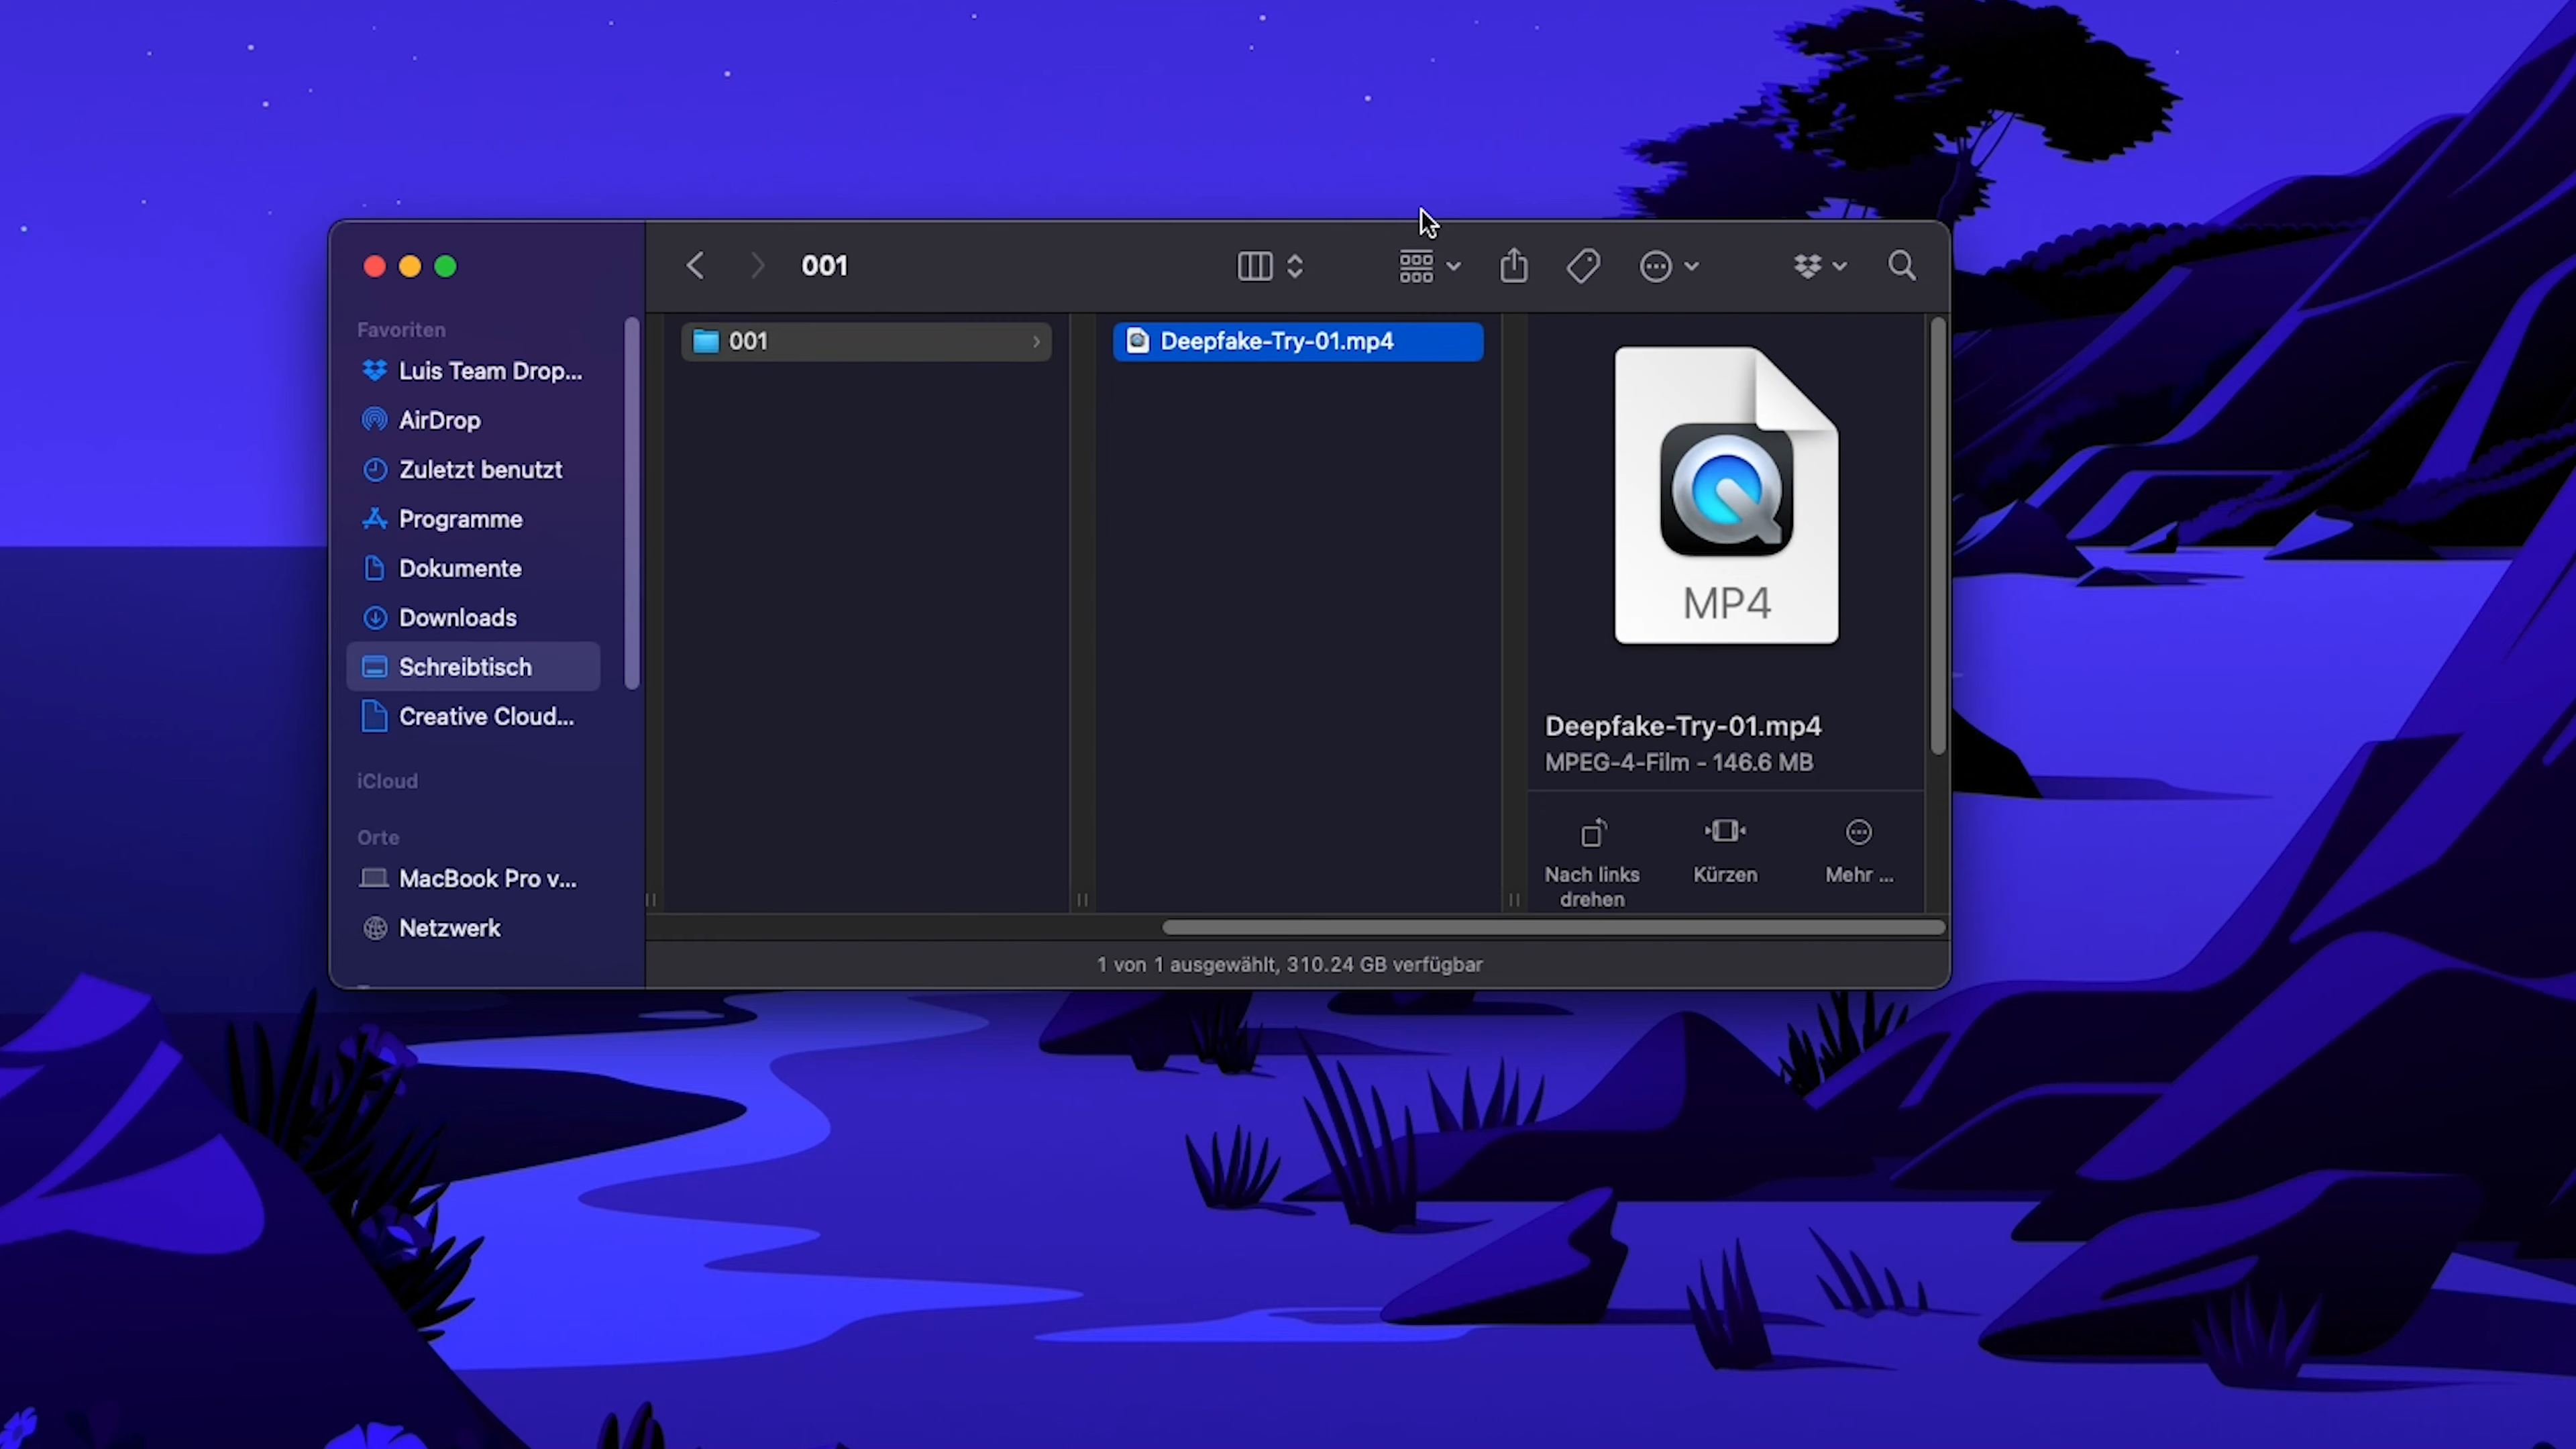 001
Favoriten
Luis Team Drop...
AirDrop
Zuletzt benutzt
Programme
Dokumente
Downloads
Schreibtisch
Creative Cloud...
iCloud
Orte
MacBook Pro v...
Netzwerk
001
Deepfake-Try-01.mp4
MP4
Deepfake-Try-01.mp4
MPEG-4-Film - 146.6 MB
Nach links
drehen
Kürzen
Mehr ...
1 von 1 ausgewählt, 310.24 GB verfügbar